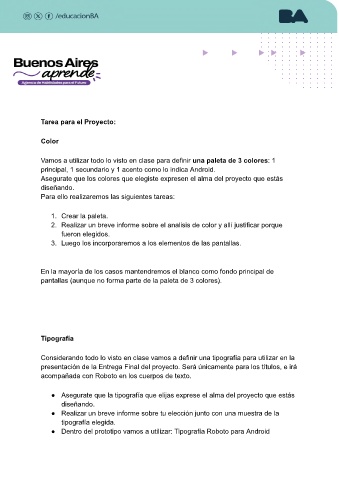 /educacionBA
BA
Buenos Aires
aprende
Agencia de Habilidades para el Futuro
Tarea para el Proyecto:
Color
Vamos a utilizar todo lo visto en clase para definir una paleta de 3 colores: 1
principal, 1 secundario y 1 acento como lo indica Android.
Asegurate que los colores que elegiste expresen el alma del proyecto que estás
diseñando.
Para ello realizaremos las siguientes tareas:
1. Crear la paleta.
2. Realizar un breve informe sobre el analisis de color y allí justificar porque
fueron elegidos.
3. Luego los incorporaremos a los elementos de las pantallas.
En la mayoría de los casos mantendremos el blanco como fondo principal de
pantallas (aunque no forma parte de la paleta de 3 colores).
Tipografía
Considerando todo lo visto en clase vamos a definir una tipografía para utilizar en la
presentación de la Entrega Final del proyecto. Será únicamente para los títulos, e irá
acompañada con Roboto en los cuerpos de texto.
● Asegurate que la tipografía que elijas exprese el alma del proyecto que estás
diseñando.
● Realizar un breve informe sobre tu elección junto con una muestra de la
tipografía elegida.
● Dentro del prototipo vamos a utilizar: Tipografía Roboto para Android